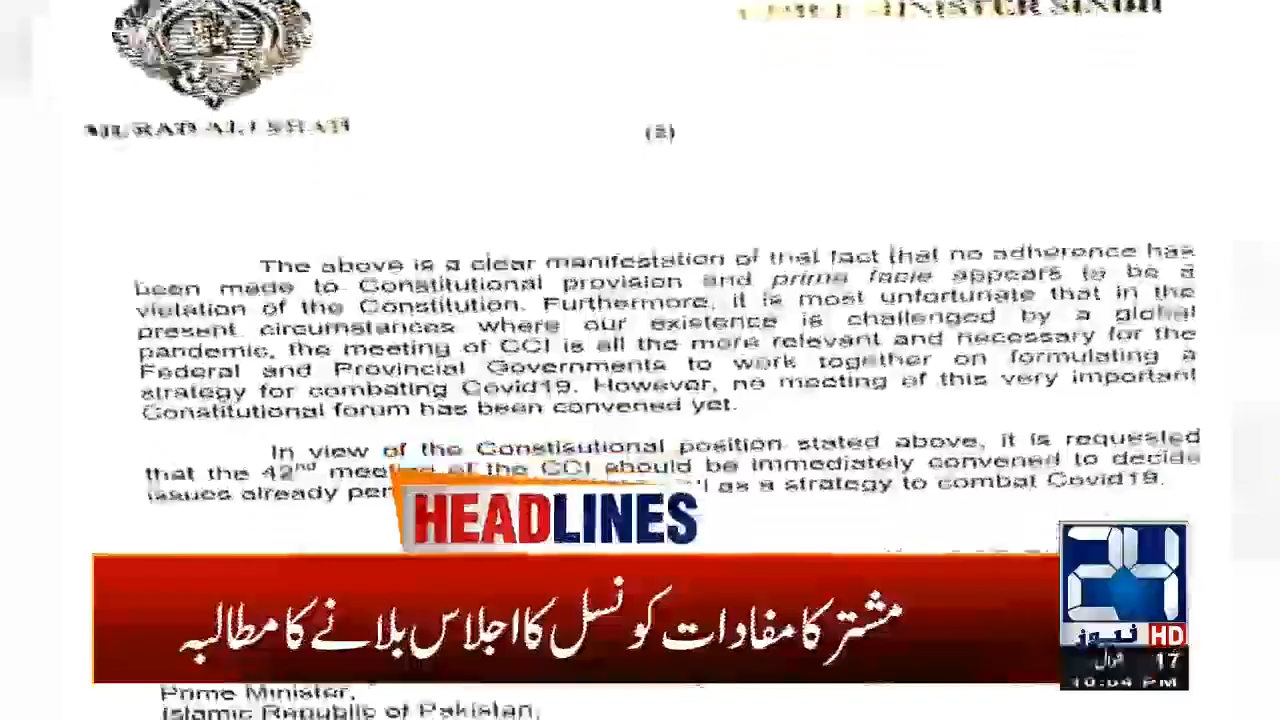 CHIEF MINISTER SINDH
MURAD ALI SHAH
(2)
The above is a clear manifestation of that fact that no adherence has
been made to Constitutional provision and prima facie appears to be a
violation of the Constitution. Furthermore, it is most unfortunate that in the
present circumstances where our existence is challenged by a global
pandemic, the meeting of CCI is all the more relevant and necessary for the
Federal and Provincial Governments to work together on formulating a
strategy for combating Covid19. However, no meeting of this very important
Constitutional forum has been convened yet.
In view of the Constitutional position stated above, it is requested
that the 42nd meeting of the CCI should be immediately convened to decide
issues already as a strategy to combat Covid19.
HEADLINES
مشترکا مفادات کونسل کا اجلاس بلانے کا مطالبہ
24
نیوز HD
17 اپریل
10:04 PM
Prime Minister,
Islamic Republic of Pakistan,